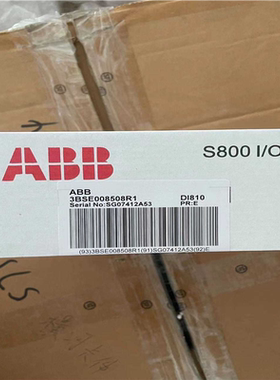 ABB
S800 I/O
ABB
3BSE008508R1 DI810
Serial No:SG07412A53 PR:E
(93)3BSE008508R1(91)SG07412A53(92)E